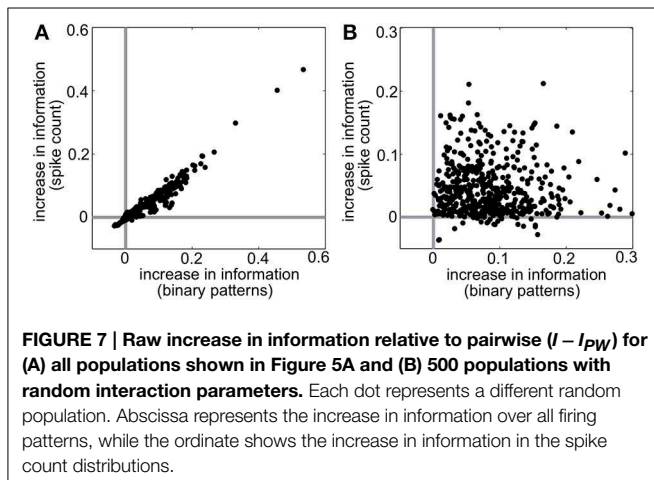 A
B
0.6
0.4
0.2
0
0
0.2
0.4
0.6
increase in information
(spike count)
increase in information
(binary patterns)
0.3
0.2
0.1
0
0
0.1
0.2
0.3
increase in information
(spike count)
increase in information
(binary patterns)
FIGURE 7 | Raw increase in information relative to pairwise (I – IPW) for
(A) all populations shown in Figure 5A and (B) 500 populations with
random interaction parameters. Each dot represents a different random
population. Abscissa represents the increase in information over all firing
patterns, while the ordinate shows the increase in information in the spike
count distributions.